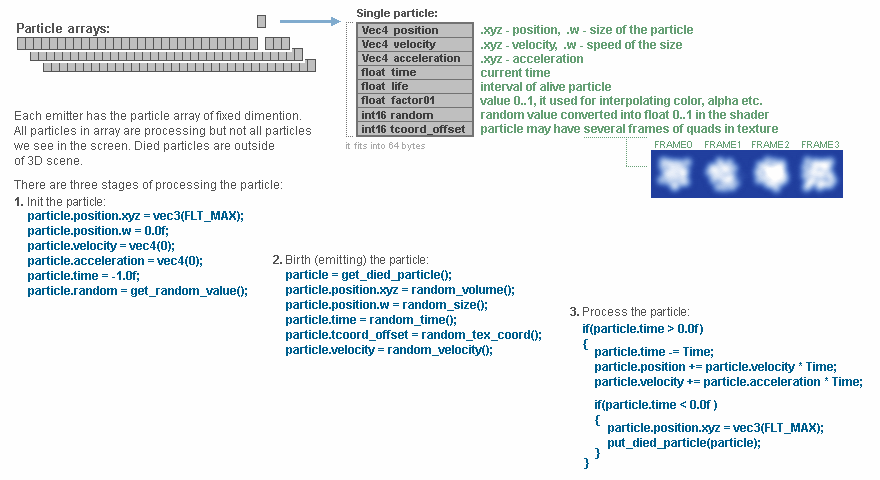 Particle arrays:
Single particle:
Vec4 position .xyz - position, .w - size of the particle
Vec4 velocity .xyz - velocity, .w - speed of the size
Vec4 acceleration .xyz - acceleration
float time current time
float life interval of alive particle
float factor01 value 0..1, it used for interpolating color, alpha etc.
int16 random random value converted into float 0..1 in the shader
int16 tcoord_offset particle may have several frames of quads in texture
it fits into 64 bytes
FRAME0 FRAME1 FRAME2 FRAME3
Each emitter has the particle array of fixed dimention.
All particles in array are processing but not all particles
we see in the screen. Died particles are outside
of 3D scene.
There are three stages of processing the particle:
1. Init the particle:
particle.position.xyz = vec3(FLT_MAX);
particle.position.w = 0.0f;
particle.velocity = vec4(0);
particle.acceleration = vec4(0);
particle.time = -1.0f;
particle.random = get_random_value();
2. Birth (emitting) the particle:
particle = get_died_particle();
particle.position.xyz = random_volume();
particle.position.w = random_size();
particle.time = random_time();
particle.tcoord_offset = random_tex_coord();
particle.velocity = random_velocity();
3. Process the particle:
if(particle.time > 0.0f)
{
particle.time -= Time;
particle.position += particle.velocity * Time;
particle.velocity += particle.acceleration * Time;
if(particle.time < 0.0f )
{
particle.position.xyz = vec3(FLT_MAX);
put_died_particle(particle);
}
}